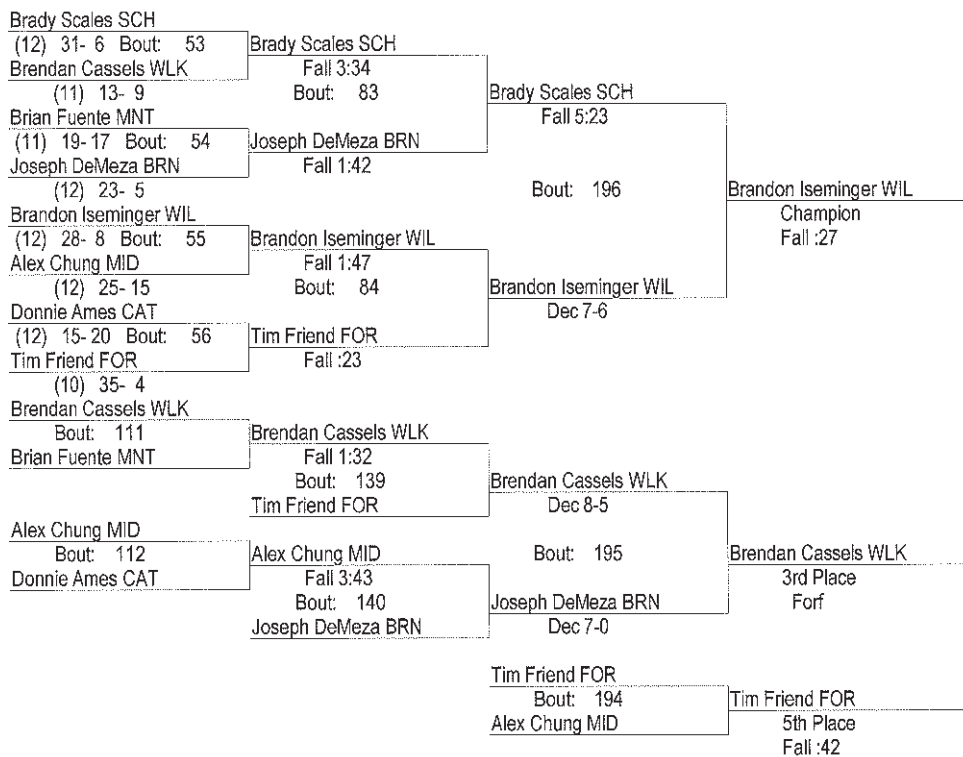 Brady Scales SCH
(12) 31- 6 Bout: 53
Brendan Cassels WLK
(11) 13- 9
Brian Fuente MNT
(11) 19- 17 Bout: 54
Joseph DeMeza BRN
(12) 23- 5
Brandon Iseminger WIL
(12) 28- 8 Bout: 55
Alex Chung MID
(12) 25- 15
Donnie Ames CAT
(12) 15- 20 Bout: 56
Tim Friend FOR
(10) 35- 4
Brady Scales SCH
Fall 3:34
Bout: 83
Joseph DeMeza BRN
Fall 1:42
Brandon Iseminger WIL
Fall 1:47
Bout: 84
Tim Friend FOR
Fall :23
Brady Scales SCH
Fall 5:23
Bout: 196
Brandon Iseminger WIL
Dec 7-6
Brandon Iseminger WIL
Champion
Fall :27
Brendan Cassels WLK
Bout: 111
Brian Fuente MNT
Alex Chung MID
Bout: 112
Donnie Ames CAT
Brendan Cassels WLK
Fall 1:32
Bout: 139
Tim Friend FOR
Alex Chung MID
Fall 3:43
Bout: 140
Joseph DeMeza BRN
Brendan Cassels WLK
Dec 8-5
Bout: 195
Joseph DeMeza BRN
Dec 7-0
Brendan Cassels WLK
3rd Place
Forf
Tim Friend FOR
Bout: 194
Alex Chung MID
Tim Friend FOR
5th Place
Fall :42